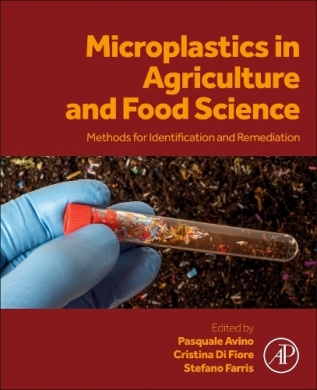 Microplastics in
Agriculture
and Food Science
Methods for Identification and Remediation
Edited by
Pasquale Avino
Cristina Di Fiore
Stefano Farris
AP